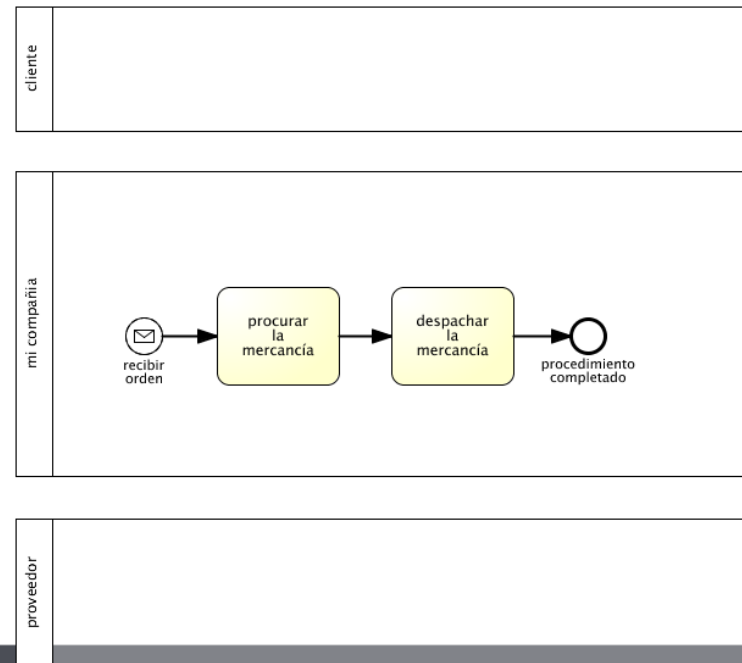 cliente
mi compañia
recibir
orden
procurar
la
mercancía
despachar
la
mercancía
procedimiento
completado
proveedor